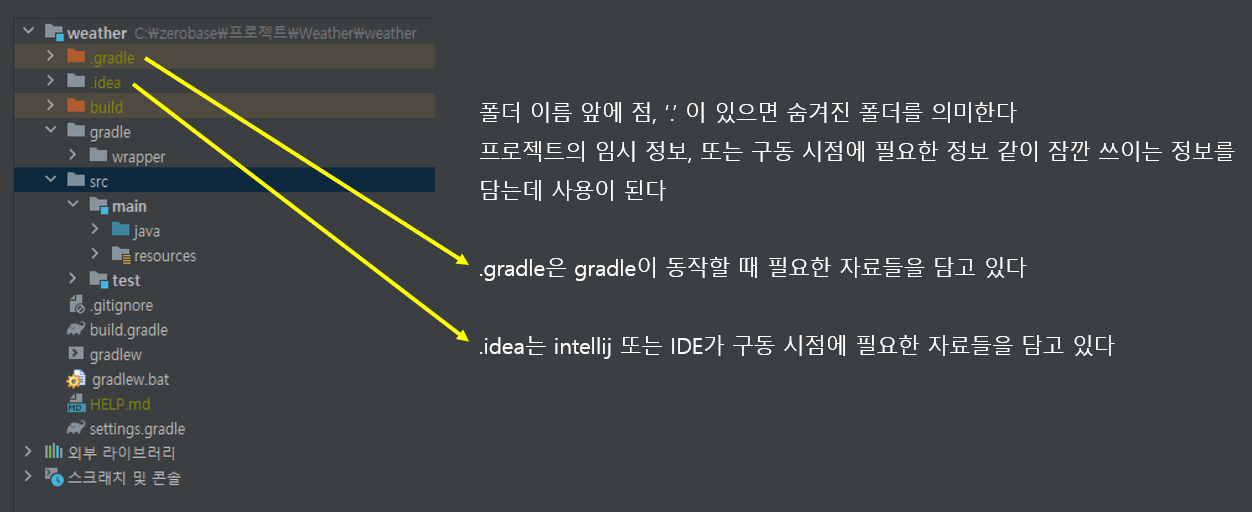 weather C:￦zerobase￦프로젝트￦Weather￦weather
.gradle
.idea
build
gradle
wrapper
src
main
java
resources
test
.gitignore
build.gradle
gradlew
gradlew.bat
HELP.md
settings.gradle
외부 라이브러리
스크래치 및 콘솔
폴더 이름 앞에 점, ‘.’ 이 있으면 숨겨진 폴더를 의미한다
프로젝트의 임시 정보, 또는 구동 시점에 필요한 정보 같이 잠깐 쓰이는 정보를
담는데 사용이 된다
.gradle은 gradle이 동작할 때 필요한 자료들을 담고 있다
.idea는 intellij 또는 IDE가 구동 시점에 필요한 자료들을 담고 있다